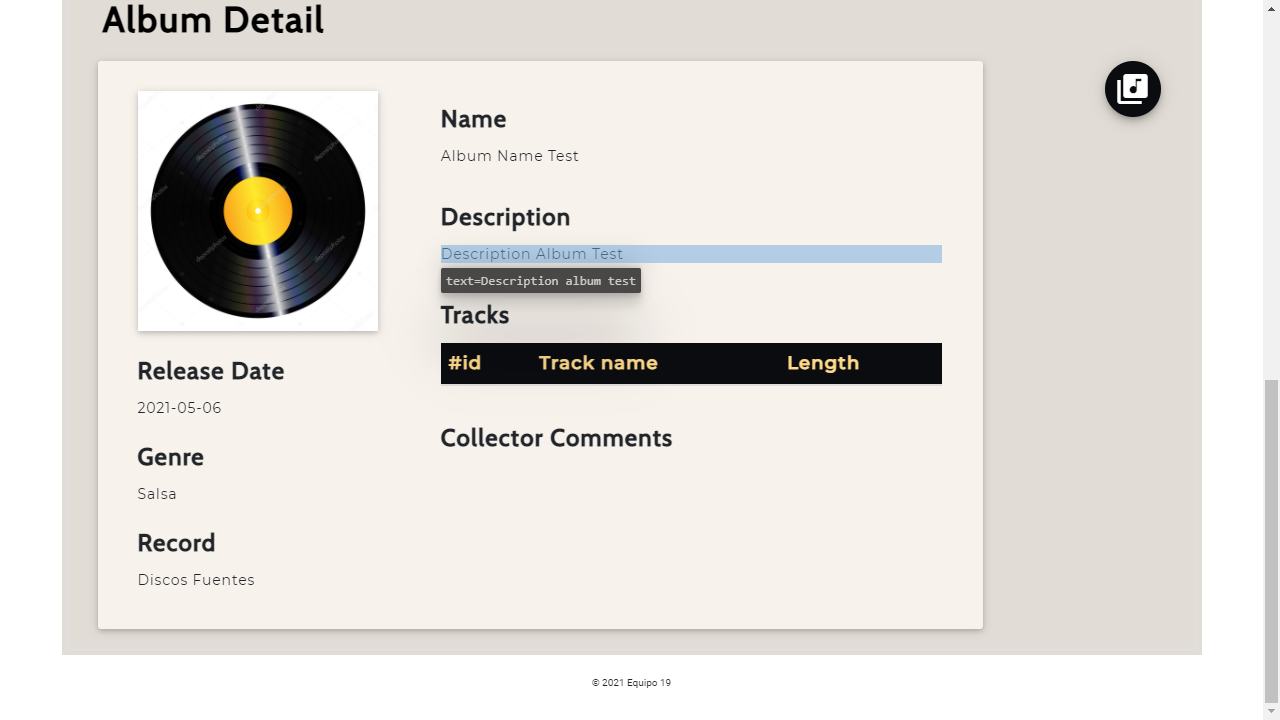 Album Detail
Name
Album Name Test
Description
Description Album Test
text=Description album test
Tracks
#id Track name Length
Collector Comments
Release Date
2021-05-06
Genre
Salsa
Record
Discos Fuentes
© 2021 Equipo 19